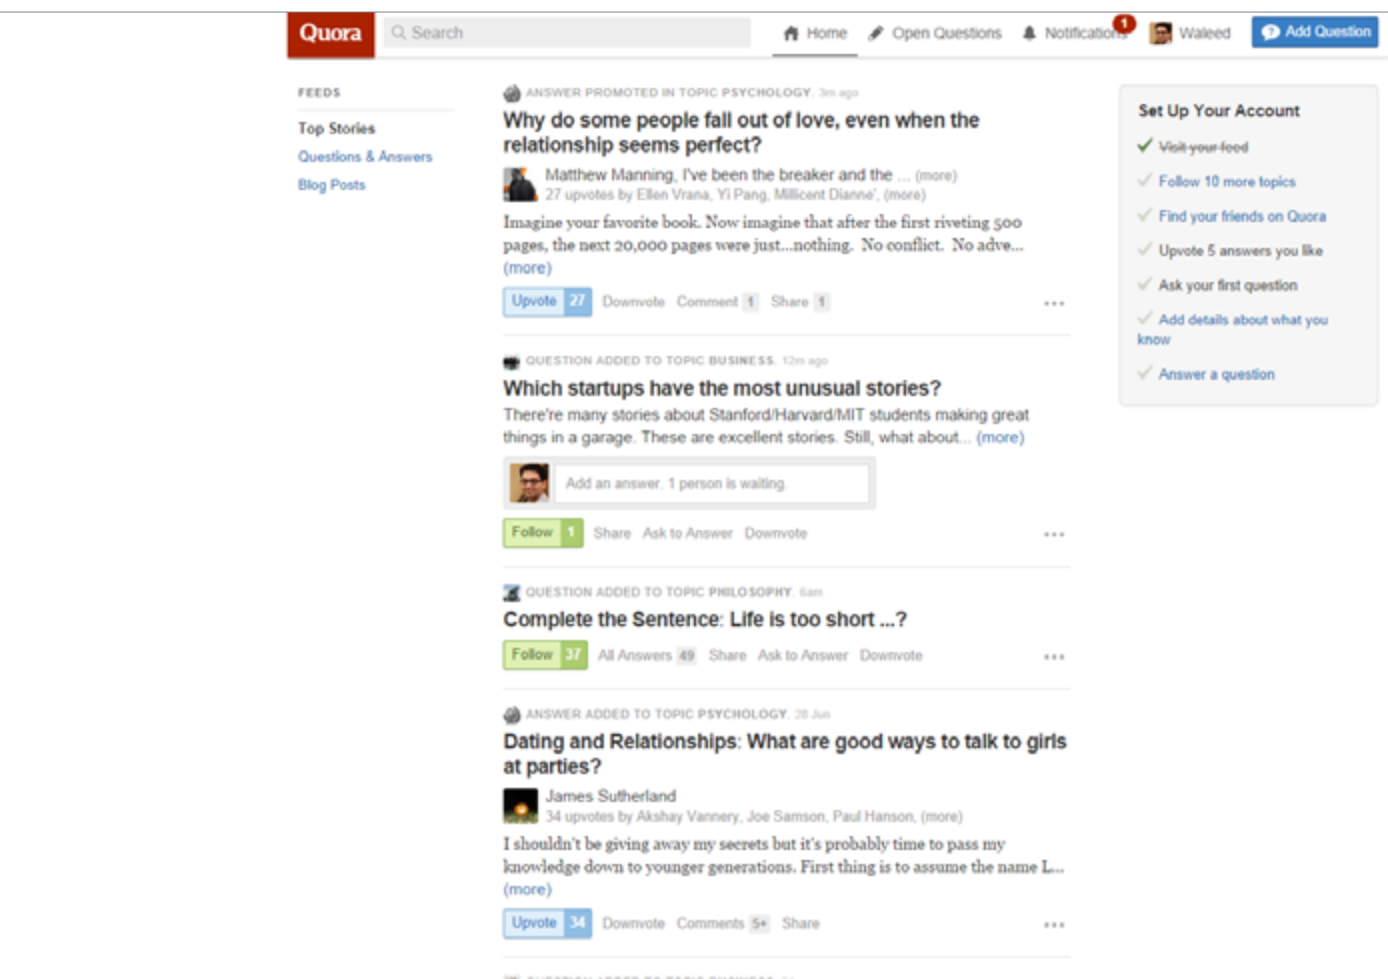 Quora
Search
Home
Open Questions
Notifications
1
Waleed
Add Question
FEEDS
Top Stories
Questions & Answers
Blog Posts
ANSWER PROMOTED IN TOPIC PSYCHOLOGY. 3m ago
Why do some people fall out of love, even when the
relationship seems perfect?
Matthew Manning, I've been the breaker and the ... (more)
27 upvotes by Ellen Vrana, Yi Pang, Millicent Dianne', (more)
Imagine your favorite book. Now imagine that after the first riveting 500
pages, the next 20,000 pages were just...nothing. No conflict. No adve...
(more)
Upvote 27 Downvote Comment 1 Share 1
QUESTION ADDED TO TOPIC BUSINESS. 12m ago
Which startups have the most unusual stories?
There're many stories about Stanford/Harvard/MIT students making great
things in a garage. These are excellent stories. Still, what about... (more)
Add an answer. 1 person is waiting.
Follow 1 Share Ask to Answer Downvote
QUESTION ADDED TO TOPIC PHILOSOPHY. 6am
Complete the Sentence: Life is too short ...?
Follow 37 All Answers 49 Share Ask to Answer Downvote
ANSWER ADDED TO TOPIC PSYCHOLOGY. 28 Jun
Dating and Relationships: What are good ways to talk to girls
at parties?
James Sutherland
34 upvotes by Akshay Vannery, Joe Samson, Paul Hanson, (more)
I shouldn't be giving away my secrets but it's probably time to pass my
knowledge down to younger generations. First thing is to assume the name L...
(more)
Upvote 34 Downvote Comments 5+ Share
Set Up Your Account
Visit your feed
Follow 10 more topics
Find your friends on Quora
Upvote 5 answers you like
Ask your first question
Add details about what you
know
Answer a question